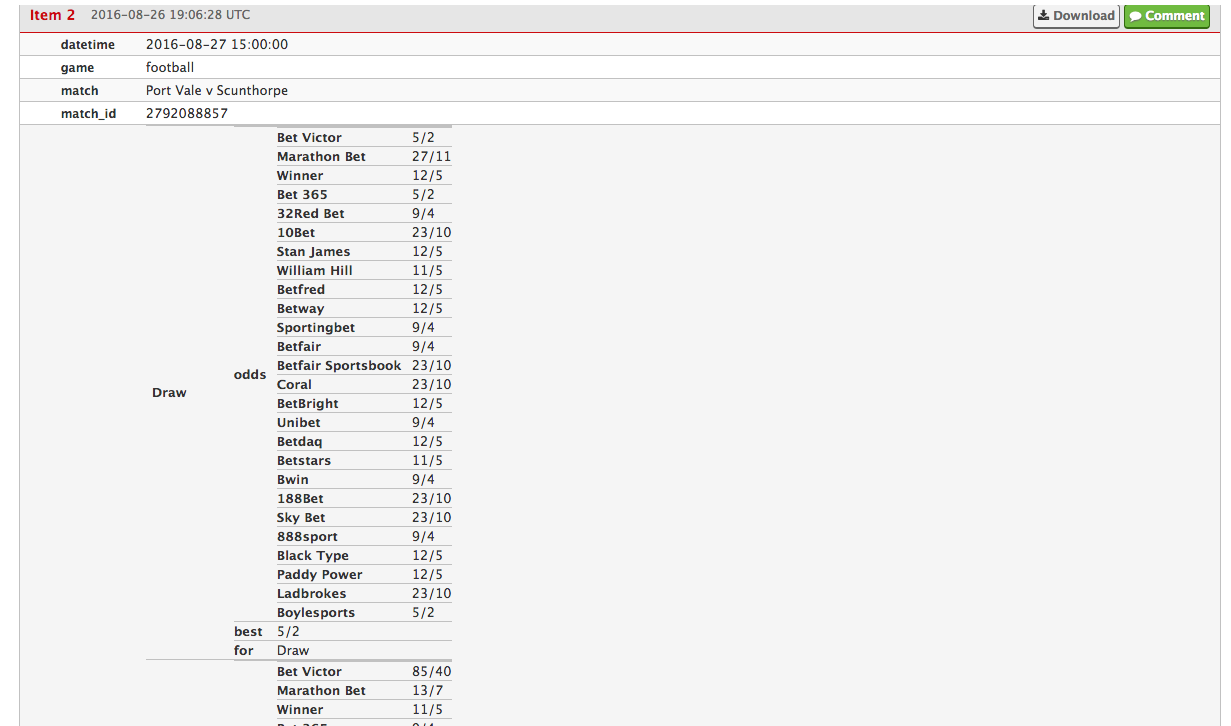 Item 2 2016-08-26 19:06:28 UTC Download Comment
datetime 2016-08-27 15:00:00
game football
match Port Vale v Scunthorpe
match_id 2792088857
Bet Victor 5/2
Marathon Bet 27/11
Winner 12/5
Bet 365 5/2
32Red Bet 9/4
10Bet 23/10
Stan James 12/5
William Hill 11/5
Betfred 12/5
Betway 12/5
Sportingbet 9/4
Betfair 9/4
Betfair Sportsbook 23/10
odds
Coral 23/10
Draw
BetBright 12/5
Unibet 9/4
Betdaq 12/5
Betstars 11/5
Bwin 9/4
188Bet 23/10
Sky Bet 23/10
888sport 9/4
Black Type 12/5
Paddy Power 12/5
Ladbrokes 23/10
Boylesports 5/2
best 5/2
for Draw
Bet Victor 85/40
Marathon Bet 13/7
Winner 11/5